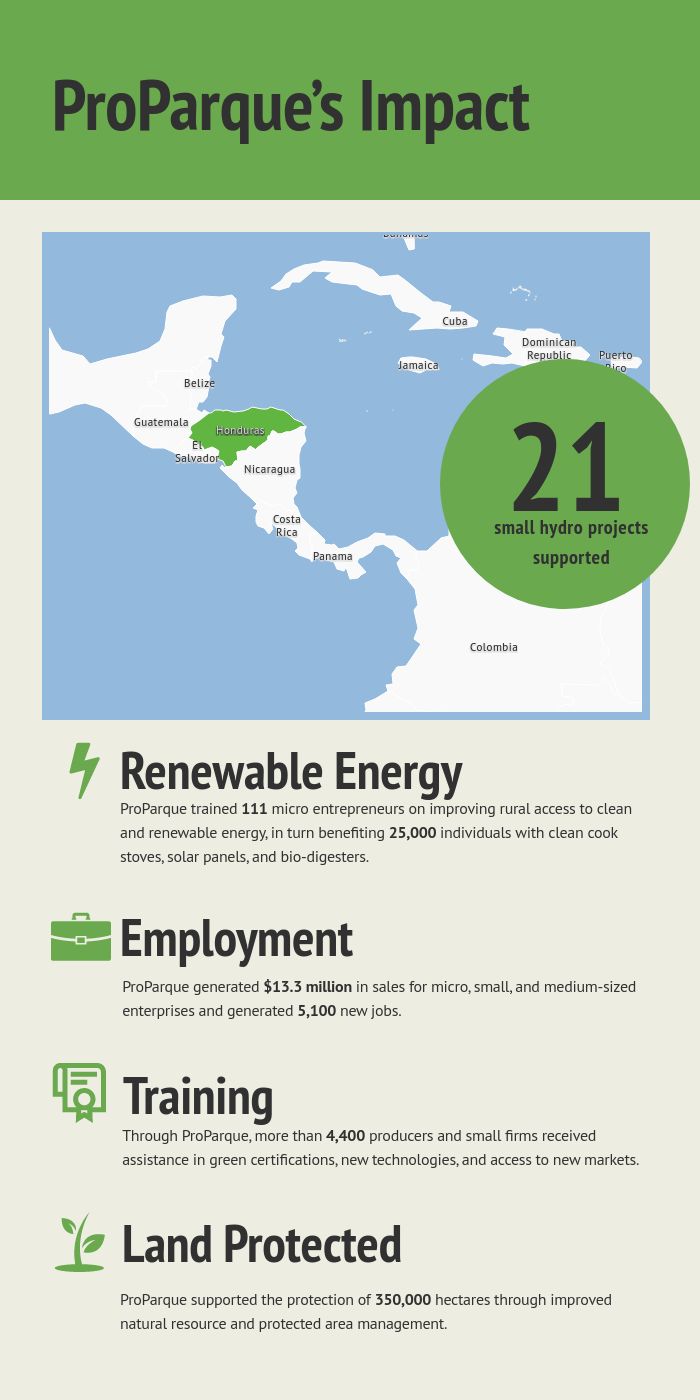 ProParque’s Impact
Bahamas
Cuba
Dominican
Republic
Puerto
Rico
Jamaica
Belize
Guatemala
Honduras
El
Salvador
Nicaragua
Costa
Rica
Panama
Colombia
21
small hydro projects
supported
Renewable Energy
ProParque trained 111 micro entrepreneurs on improving rural access to clean
and renewable energy, in turn benefiting 25,000 individuals with clean cook
stoves, solar panels, and bio-digesters.
Employment
ProParque generated $13.3 million in sales for micro, small, and medium-sized
enterprises and generated 5,100 new jobs.
Training
Through ProParque, more than 4,400 producers and small firms received
assistance in green certifications, new technologies, and access to new markets.
Land Protected
ProParque supported the protection of 350,000 hectares through improved
natural resource and protected area management.